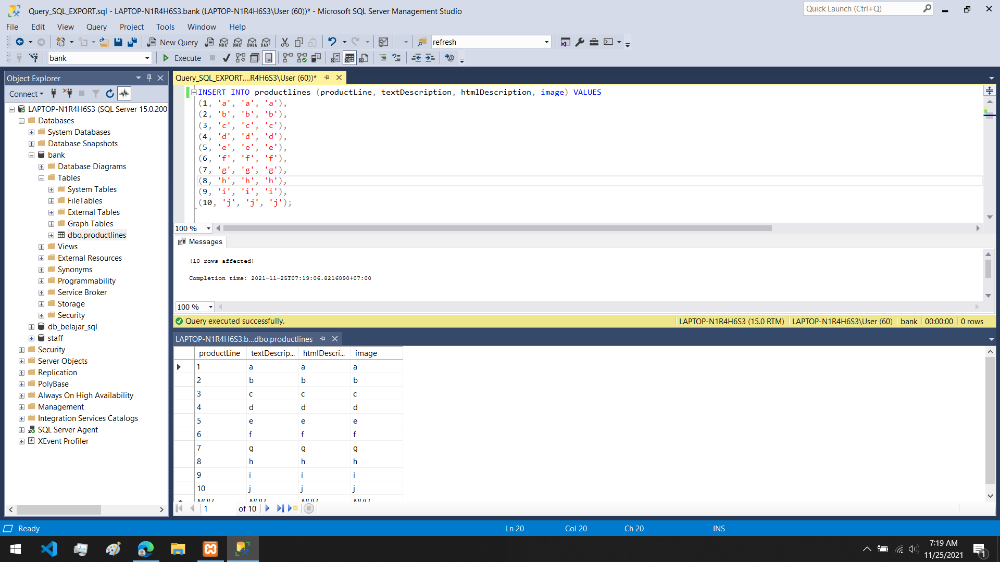 Query_SQL_EXPORT.sql - LAPTOP-N1R4H6S3.bank (LAPTOP-N1R4H6S3\User (60))* - Microsoft SQL Server Management Studio
Quick Launch (Ctrl+Q)
File Edit View Query Project Tools Window Help
New Query MDX DMX XMLA DAX refresh
bank Execute
Object Explorer
Connect
LAPTOP-N1R4H6S3 (SQL Server 15.0.200
Databases
System Databases
Database Snapshots
bank
Database Diagrams
Tables
System Tables
FileTables
External Tables
Graph Tables
dbo.productlines
Views
External Resources
Synonyms
Programmability
Service Broker
Storage
Security
db_belajar_sql
staff
Security
Server Objects
Replication
PolyBase
Always On High Availability
Management
Integration Services Catalogs
SQL Server Agent
XEvent Profiler
Query_SQL_EXPORT....R4H6S3\User (60))*
INSERT INTO productlines (productLine, textDescription, htmlDescription, image) VALUES
(1, 'a', 'a', 'a'),
(2, 'b', 'b', 'b'),
(3, 'c', 'c', 'c'),
(4, 'd', 'd', 'd'),
(5, 'e', 'e', 'e'),
(6, 'f', 'f', 'f'),
(7, 'g', 'g', 'g'),
(8, 'h', 'h', 'h'),
(9, 'i', 'i', 'i'),
(10, 'j', 'j', 'j');
100 %
Messages
(10 rows affected)
Completion time: 2021-11-25T07:19:06.8216090+07:00
100 %
Query executed successfully. LAPTOP-N1R4H6S3 (15.0 RTM) LAPTOP-N1R4H6S3\User (60) bank 00:00:00 0 rows
LAPTOP-N1R4H6S3.b...dbo.productlines
productLine textDescrip... htmlDescri... image
1 a a a
2 b b b
3 c c c
4 d d d
5 e e e
6 f f f
7 g g g
8 h h h
9 i i i
10 j j j
NULL NULL NULL NULL
1 of 10
Ready Ln 20 Col 20 Ch 20 INS
7:19 AM
11/25/2021
1